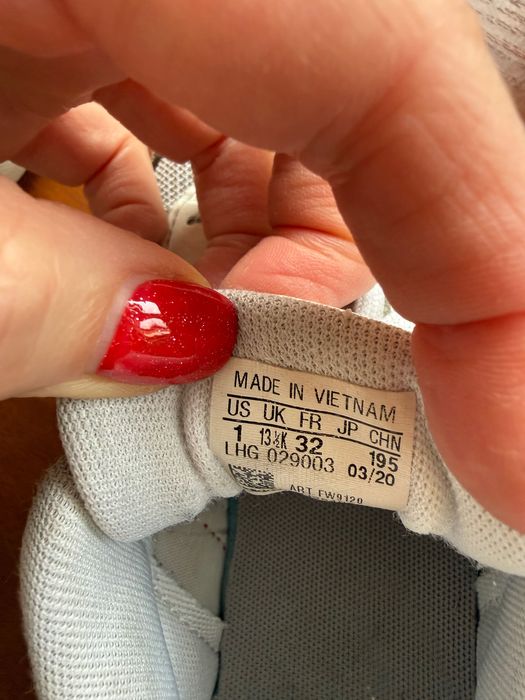 MADE IN VIETNAM
US UK FR JP CHN
1 13½K 32 195
LHG 029003 03/20
ART FW9120